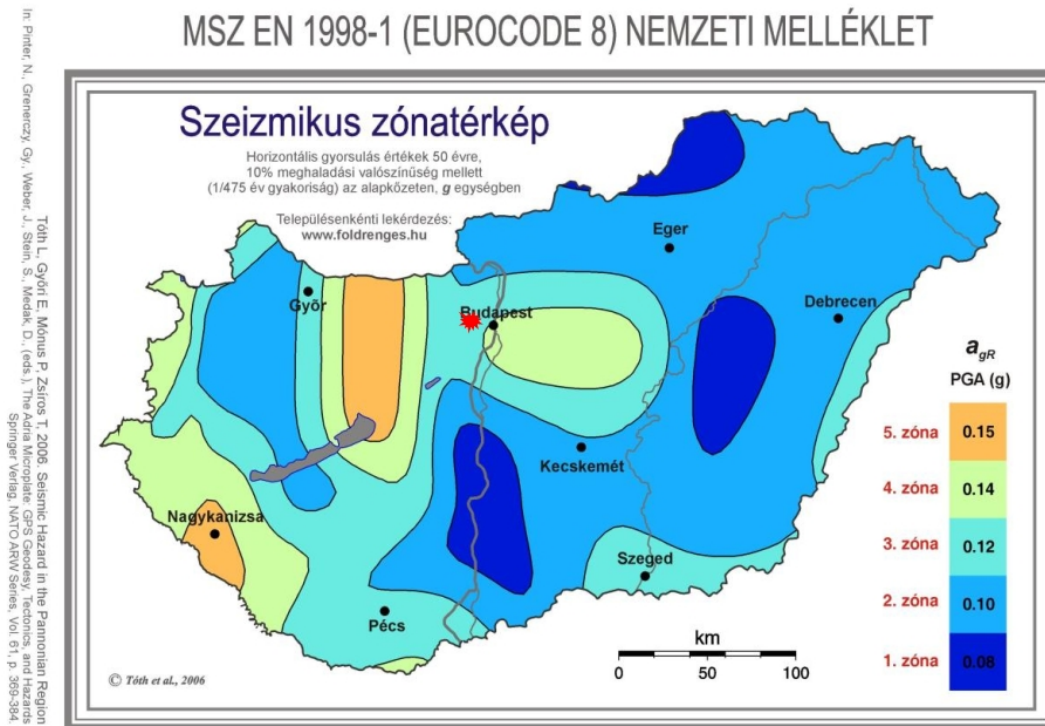 MSZ EN 1998-1 (EUROCODE 8) NEMZETI MELLÉKLET
Szeizmikus zónatérkép
Horizontális gyorsulás értékek 50 évre,
10% meghaladási valószínűség mellett
(1/475 év gyakoriság) az alapkőzeten, g egységben
Településenkénti lekérdezés:
www.foldrenges.hu
Eger
Győr
Budapest
Debrecen
Kecskemét
Nagykanizsa
Szeged
Pécs
agR
PGA (g)
5. zóna 0.15
4. zóna 0.14
3. zóna 0.12
2. zóna 0.10
1. zóna 0.08
km
0 50 100
© Tóth et al., 2006
Tóth L, Győri E, Mónus P, Zsíros T, 2006. Seismic Hazard in the Pannonian Region
In: Pinter, N., Grenerczy, Gy., Weber, J., Stein, S., Medak, D., (eds.), The Adria Microplate: GPS Geodesy, Tectonics, and Hazards
Springer Verlag, NATO ARW Series, Vol. 61, p. 369-384.